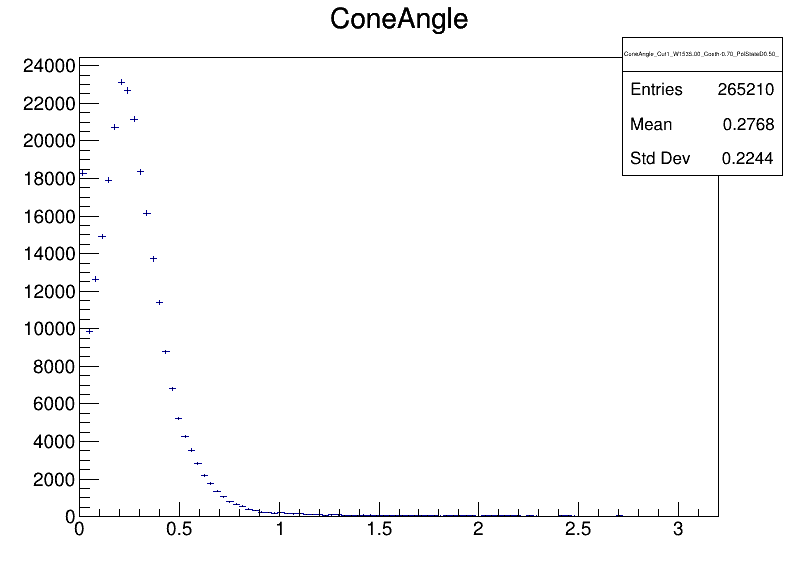 ConeAngle
ConeAngle_Cut1_W1535.00_Costh-0.70_PolStateD0.50_
Entries 265210
Mean 0.2768
Std Dev 0.2244
24000
22000
20000
18000
16000
14000
12000
10000
8000
6000
4000
2000
0
0 0.5 1 1.5 2 2.5 3